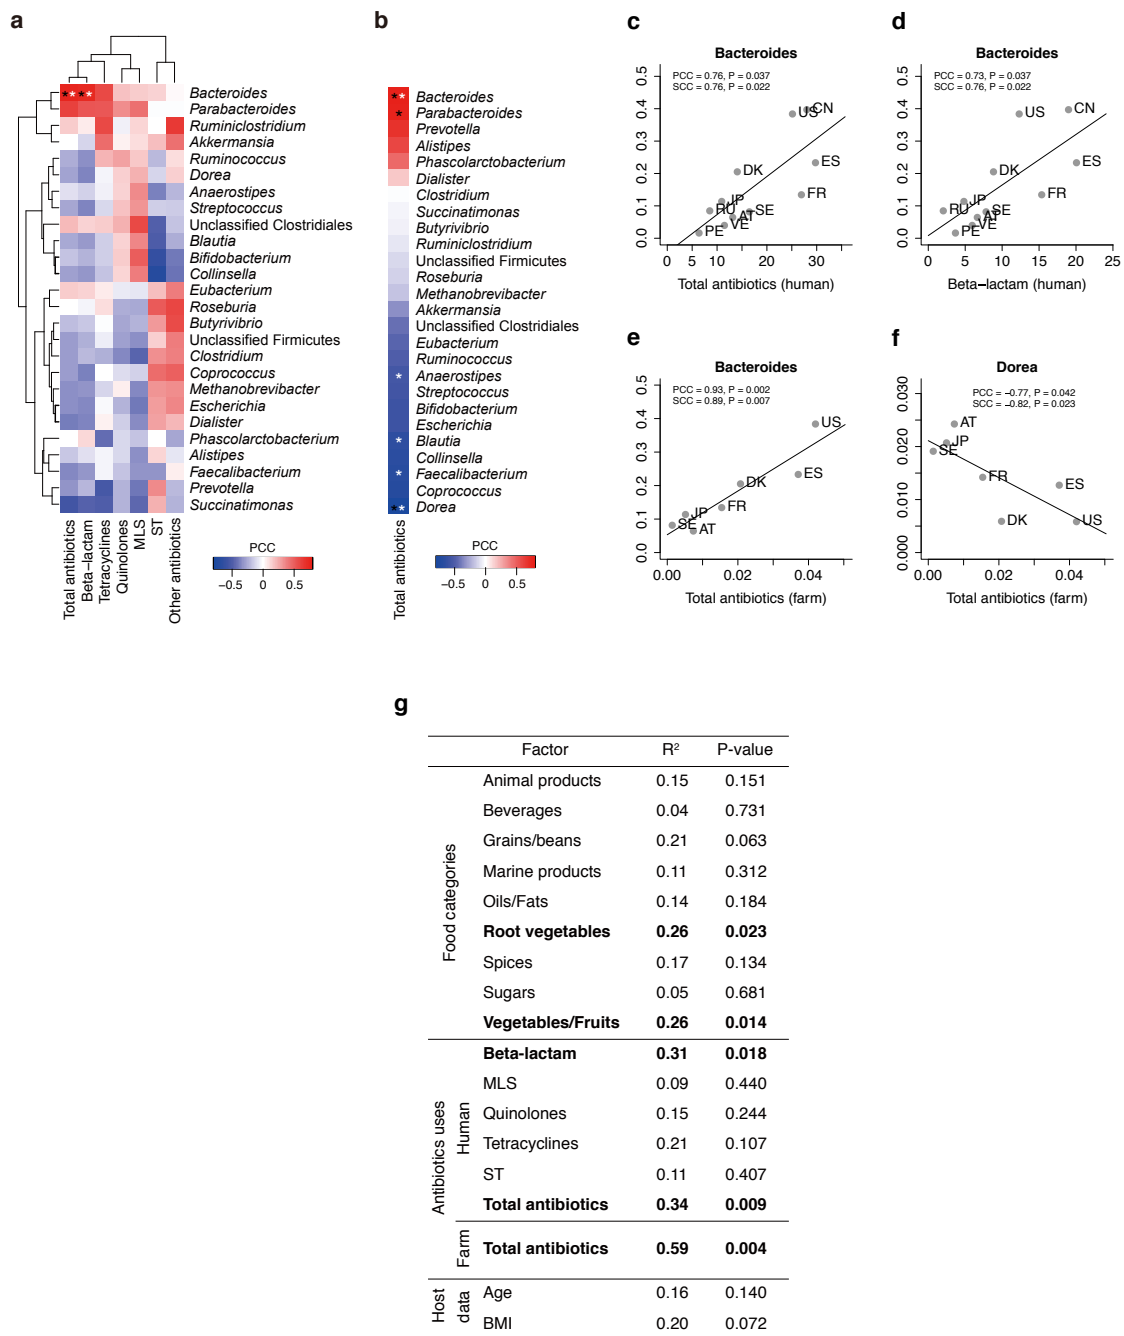 a
Bacteroides
Parabacteroides
Ruminiclostridium
Akkermansia
Ruminococcus
Dorea
Anaerostipes
Streptococcus
Unclassified Clostridiales
Blautia
Bifidobacterium
Collinsella
Eubacterium
Roseburia
Butyrivibrio
Unclassified Firmicutes
Clostridium
Coprococcus
Methanobrevibacter
Escherichia
Dialister
Phascolarctobacterium
Alistipes
Faecalibacterium
Prevotella
Succinatimonas
Total antibiotics
Beta−lactam
Tetracyclines
Quinolones
MLS
ST
Other antibiotics
PCC
−0.5 0 0.5
b
Bacteroides
Parabacteroides
Prevotella
Alistipes
Phascolarctobacterium
Dialister
Clostridium
Succinatimonas
Butyrivibrio
Ruminiclostridium
Unclassified Firmicutes
Roseburia
Methanobrevibacter
Akkermansia
Unclassified Clostridiales
Eubacterium
Ruminococcus
Anaerostipes
Streptococcus
Bifidobacterium
Escherichia
Blautia
Collinsella
Faecalibacterium
Coprococcus
Dorea
Total antibiotics
PCC
−0.5 0 0.5
c
Bacteroides
PCC = 0.76, P = 0.037
SCC = 0.76, P = 0.022
0.5
0.4
0.3
0.2
0.1
0.0
US
CN
ES
DK
FR
JP
RU
AT
SE
VE
PE
0 5 10 20 30
Total antibiotics (human)
d
Bacteroides
PCC = 0.73, P = 0.037
SCC = 0.76, P = 0.022
0.5
0.4
0.3
0.2
0.1
0.0
US
CN
ES
DK
FR
JP
RU
SE
AT
VE
PE
0 5 10 15 20 25
Beta−lactam (human)
e
Bacteroides
PCC = 0.93, P = 0.002
SCC = 0.89, P = 0.007
0.5
0.4
0.3
0.2
0.1
0.0
US
ES
DK
FR
JP
SE
AT
0.00 0.02 0.04
Total antibiotics (farm)
f
Dorea
PCC = −0.77, P = 0.042
SCC = −0.82, P = 0.023
0.030
0.020
0.010
0.000
AT
JP
SE
FR
ES
DK
US
0.00 0.02 0.04
Total antibiotics (farm)
g
Factor R² P-value
Food categories
Animal products 0.15 0.151
Beverages 0.04 0.731
Grains/beans 0.21 0.063
Marine products 0.11 0.312
Oils/Fats 0.14 0.184
Root vegetables 0.26 0.023
Spices 0.17 0.134
Sugars 0.05 0.681
Vegetables/Fruits 0.26 0.014
Antibiotics uses
Human
Beta-lactam 0.31 0.018
MLS 0.09 0.440
Quinolones 0.15 0.244
Tetracyclines 0.21 0.107
ST 0.11 0.407
Total antibiotics 0.34 0.009
Farm
Total antibiotics 0.59 0.004
Host data
Age 0.16 0.140
BMI 0.20 0.072